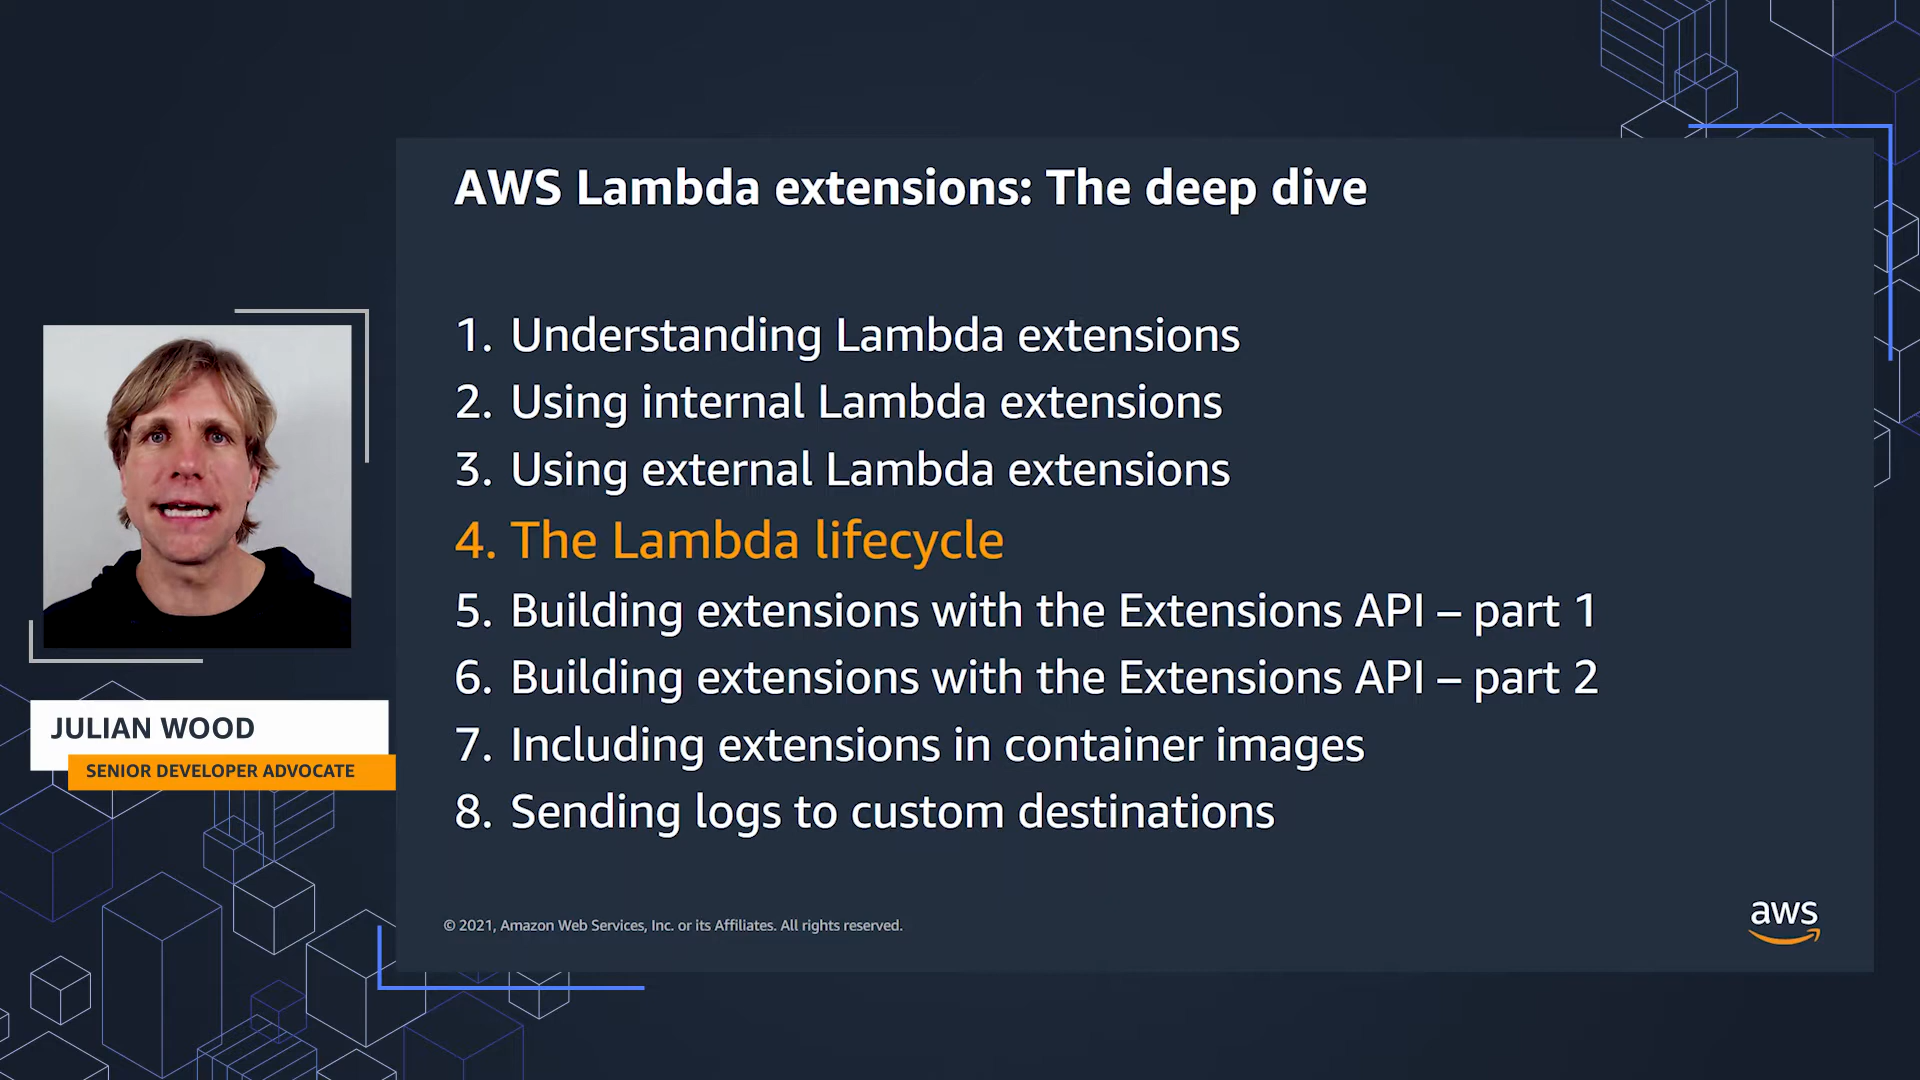 AWS Lambda extensions: The deep dive
1. Understanding Lambda extensions
2. Using internal Lambda extensions
3. Using external Lambda extensions
4. The Lambda lifecycle
5. Building extensions with the Extensions API – part 1
6. Building extensions with the Extensions API – part 2
7. Including extensions in container images
8. Sending logs to custom destinations
JULIAN WOOD
SENIOR DEVELOPER ADVOCATE
© 2021, Amazon Web Services, Inc. or its Affiliates. All rights reserved.
aws